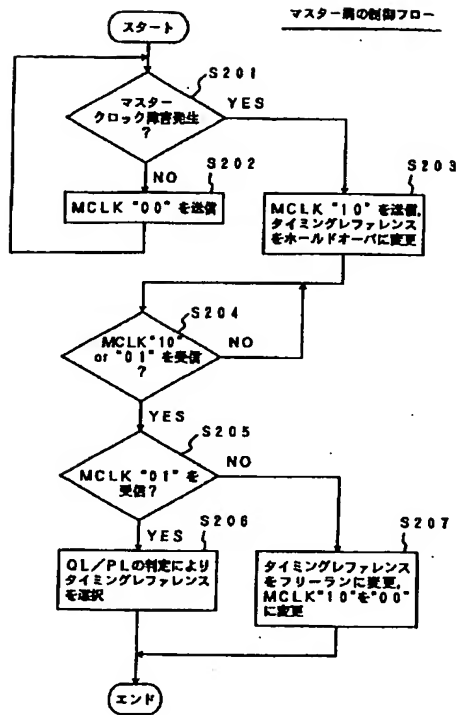 マスター局の制御フロー
スタート
S201
マスター
クロック障害発生
?
YES
NO
S202
MCLK "00"を送信
S203
MCLK "10"を送信,
タイミングレファレンス
をホールドオーバに変更
S204
MCLK"10"
or "01"を受信
?
NO
YES
S205
MCLK "01"を
受信?
NO
YES
S206
QL/PLの判定により
タイミングレファレンス
を選択
S207
タイミングレファレンス
をフリーランに変更,
MCLK"10"を"00"
に変更
エンド